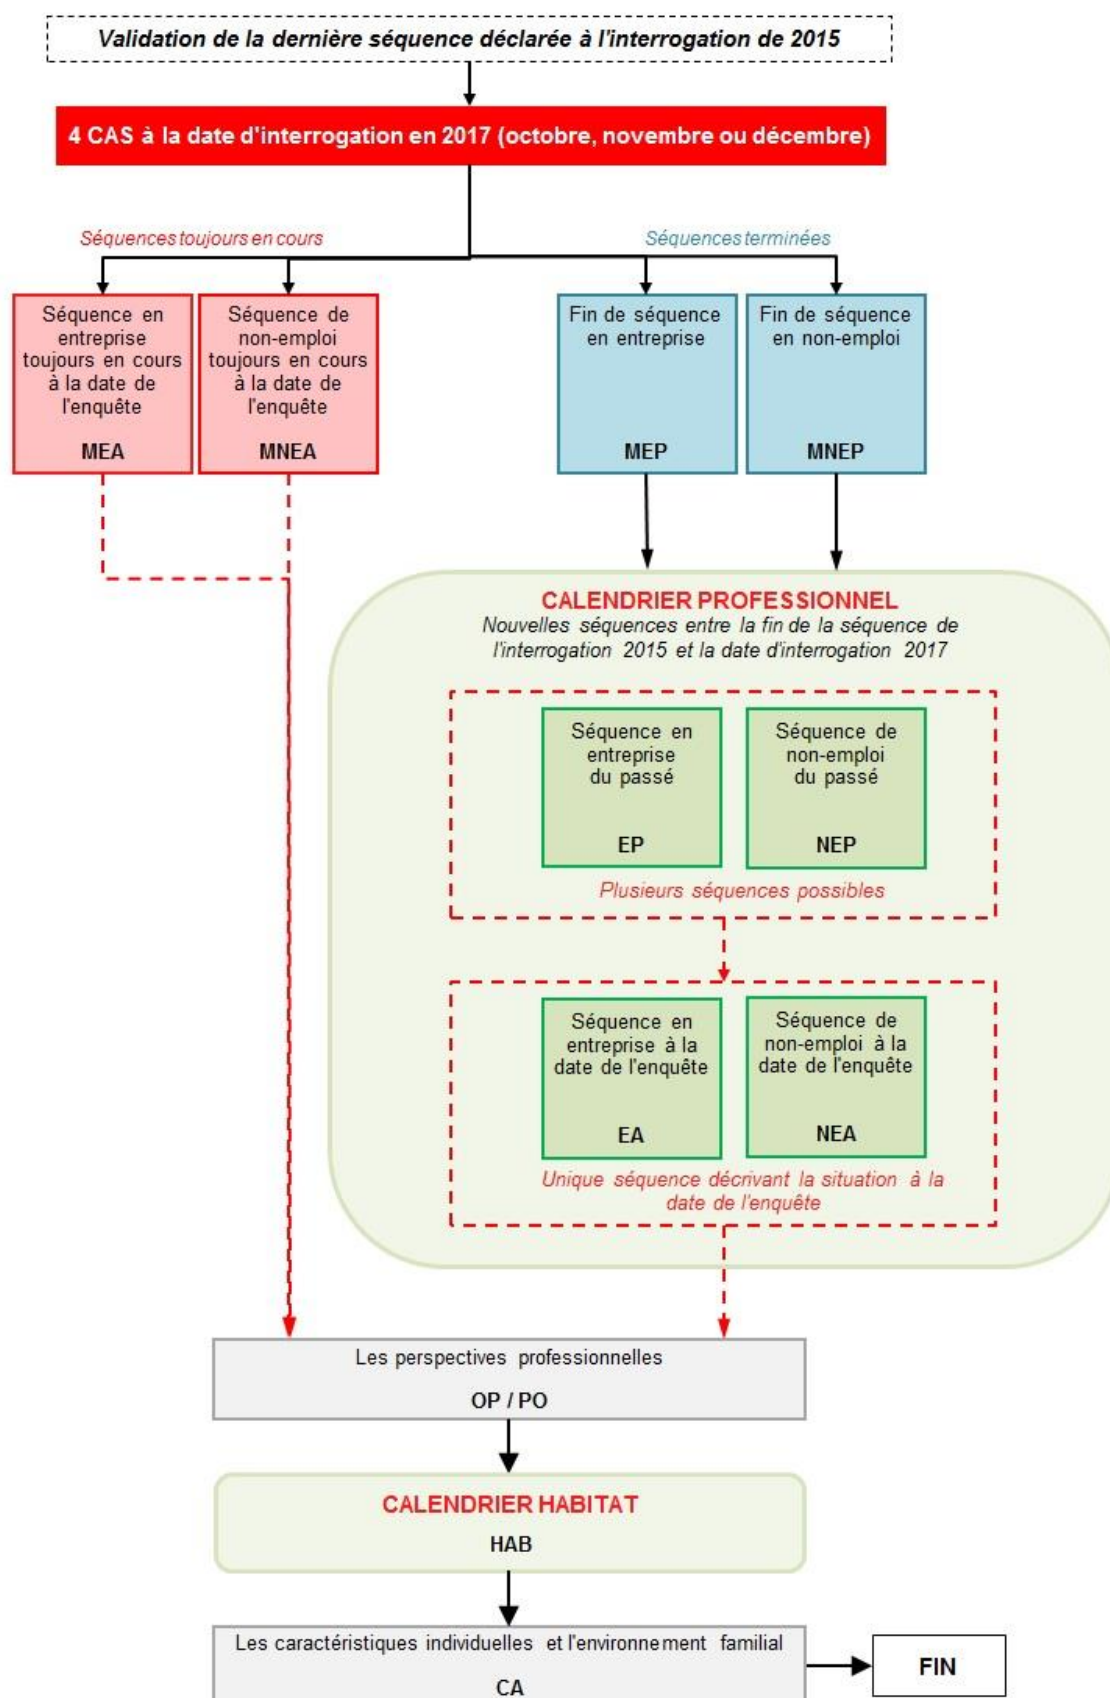 Validation de la dernière séquence déclarée à l'interrogation de 2015
4 CAS à la date d'interrogation en 2017 (octobre, novembre ou décembre)
Séquences toujours en cours
Séquences terminées
Séquence en
entreprise
toujours en cours
à la date de
l'enquête
MEA
Séquence de
non-emploi
toujours en cours
à la date de
l'enquête
MNEA
Fin de séquence
en entreprise
MEP
Fin de séquence
en non-emploi
MNEP
CALENDRIER PROFESSIONNEL
Nouvelles séquences entre la fin de la séquence de
l'interrogation 2015 et la date d'interrogation 2017
Séquence en
entreprise
du passé
EP
Séquence de
non-emploi
du passé
NEP
Plusieurs séquences possibles
Séquence en
entreprise à la
date de l'enquête
EA
Séquence de
non-emploi à la
date de l'enquête
NEA
Unique séquence décrivant la situation à la
date de l'enquête
Les perspectives professionnelles
OP / PO
CALENDRIER HABITAT
HAB
Les caractéristiques individuelles et l'environnement familial
CA
FIN